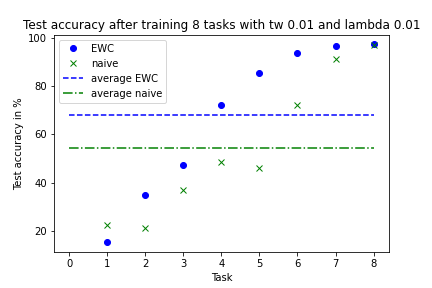 Test accuracy after training 8 tasks with tw 0.01 and lambda 0.01
100
80
60
40
20
Test accuracy in %
EWC
naive
average EWC
average naive
0 1 2 3 4 5 6 7 8
Task